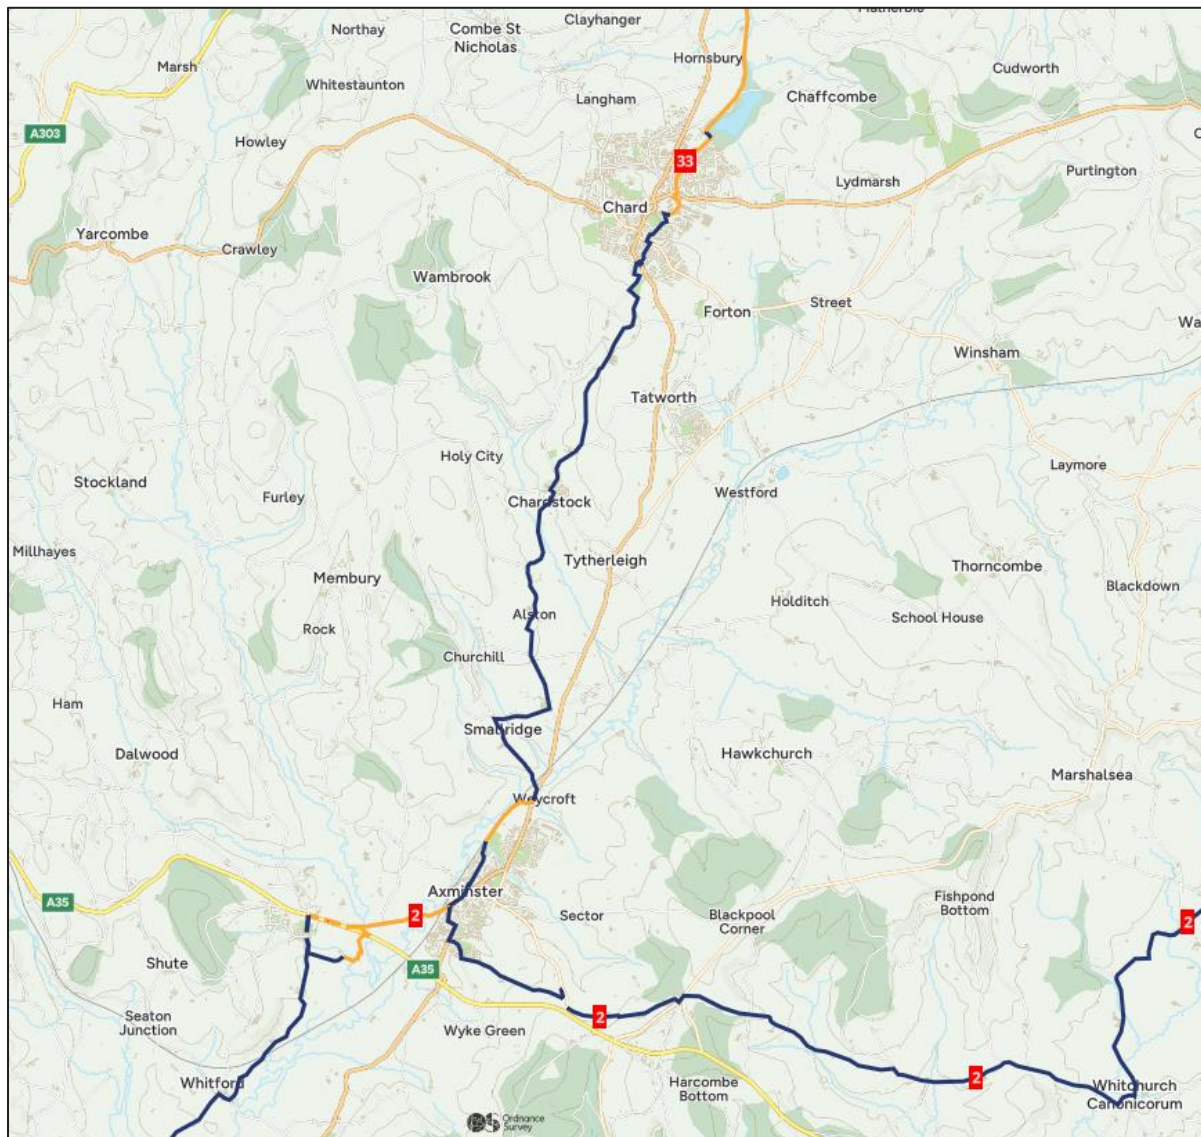 Clayhanger
Northay
Combe St
Nicholas
Hornsbury
Marsh
Cudworth
Whitestaunton
Langham
Chaffcombe
A303
Howley
33
Purtington
Lydmarsh
Chard
Yarcombe
Crawley
Wambrook
Street
Forton
Wa
Winsham
Tatworth
Holy City
Laymore
Stockland
Furley
Westford
Chardstock
Millhayes
Tytherleigh
Thorncombe
Membury
Blackdown
Holditch
Alston
School House
Rock
Churchill
Ham
Smallridge
Dalwood
Hawkchurch
Marshalsea
Weycroft
Axminster
Fishpond
Bottom
A35
2
Sector
Blackpool
Corner
2
Shute
A35
Seaton
Junction
2
Wyke Green
2
Whitford
Harcombe
Bottom
Whitchurch
Canonicorum
OS Ordnance
Survey